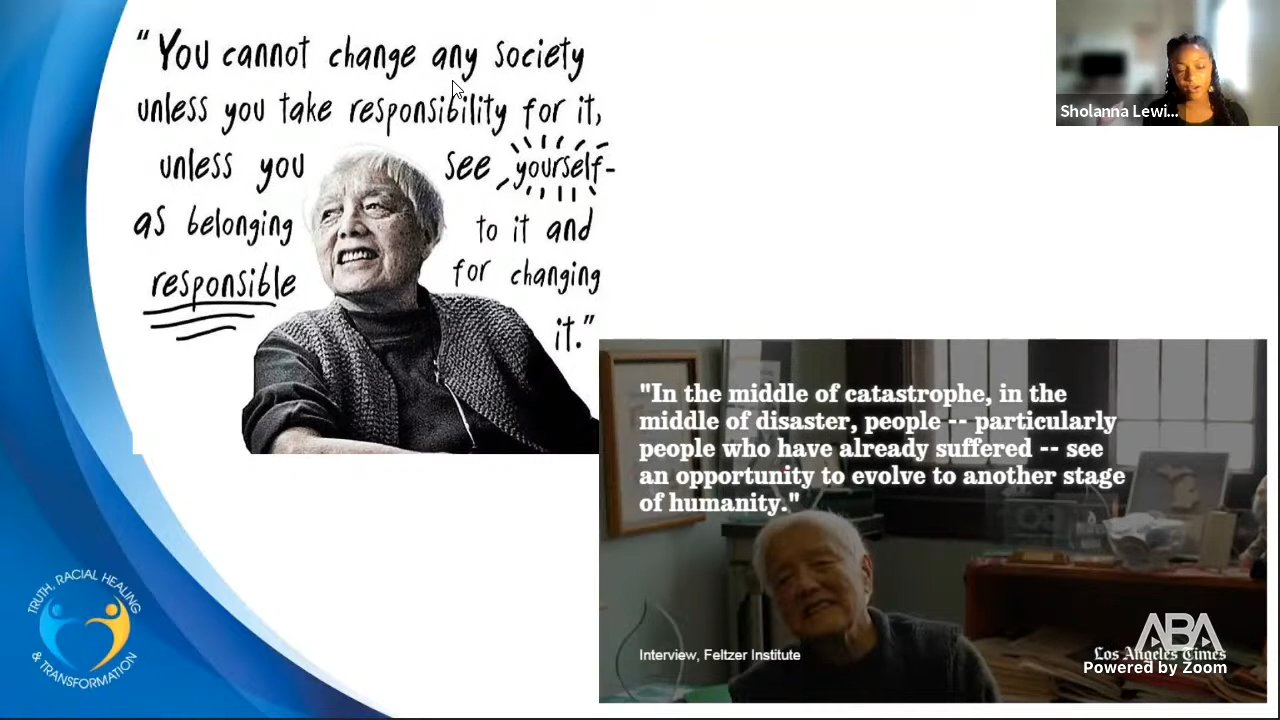 “You cannot change any society
unless you take responsibility for it,
unless you see yourself-
as belonging to it and
responsible for changing
it.”
Sholanna Lewi...
"In the middle of catastrophe, in the
middle of disaster, people -- particularly
people who have already suffered -- see
an opportunity to evolve to another stage
of humanity."
Interview, Feltzer Institute
ABA
Los Angeles Times
Powered by Zoom
TRUTH, RACIAL HEALING
& TRANSFORMATION